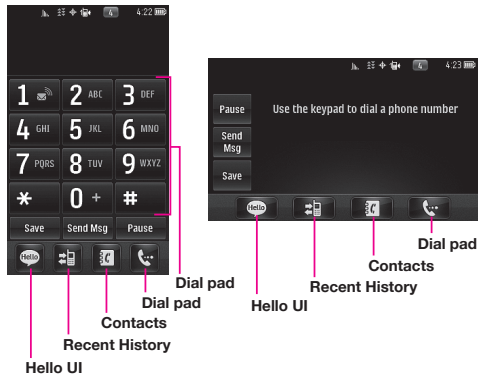 4 4:22
1
2 ABC
3 DEF
4 GHI
5 JKL
6 MNO
7 PQRS
8 TUV
9 WXYZ
*
0 +
#
Save Send Msg Pause
Hello
Dial pad
Dial pad
Contacts
Recent History
Hello UI
4 4:23
Pause
Use the keypad to dial a phone number
Send
Msg
Save
Hello
Dial pad
Contacts
Recent History
Hello UI